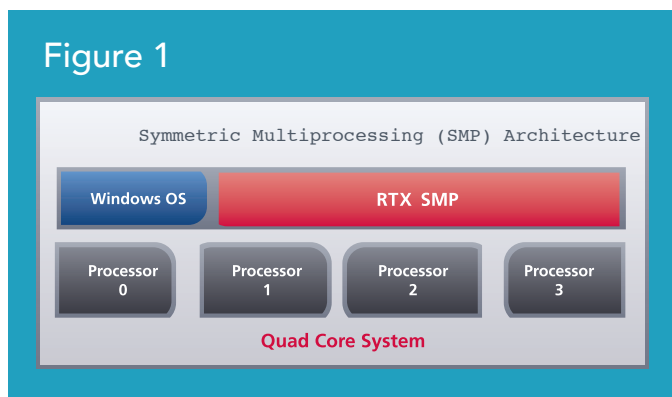 Figure 1
Symmetric Multiprocessing (SMP) Architecture
Windows OS
RTX SMP
Processor
0
Processor
1
Processor
2
Processor
3
Quad Core System